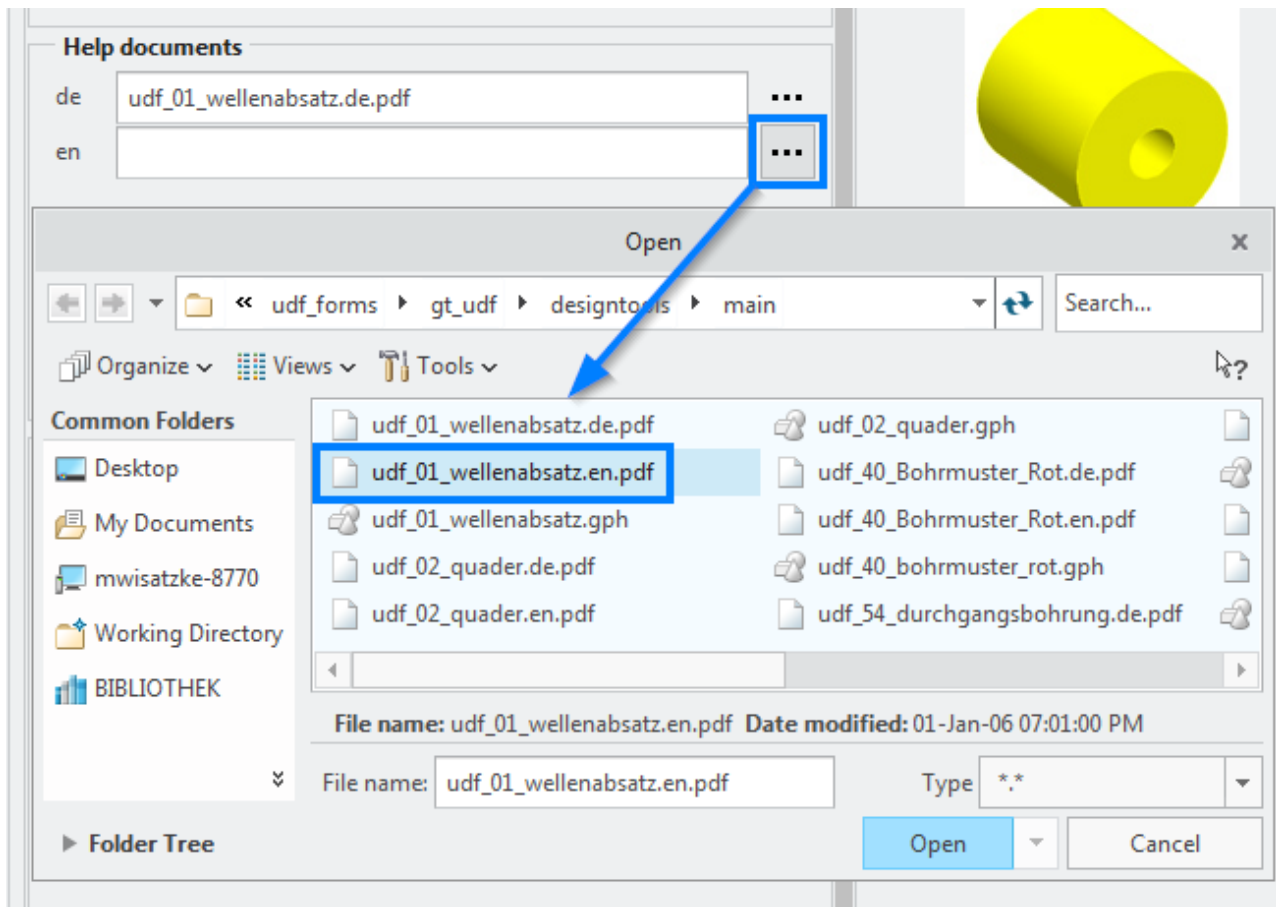 Help documents
de udf_01_wellenabsatz.de.pdf ...
en ...
Open x
« udf_forms gt_udf designtools main Search...
Organize Views Tools ?
Common Folders
Desktop
My Documents
mwisatzke-8770
Working Directory
BIBLIOTHEK
udf_01_wellenabsatz.de.pdf
udf_01_wellenabsatz.en.pdf
udf_01_wellenabsatz.gph
udf_02_quader.de.pdf
udf_02_quader.en.pdf
udf_02_quader.gph
udf_40_Bohrmuster_Rot.de.pdf
udf_40_Bohrmuster_Rot.en.pdf
udf_40_bohrmuster_rot.gph
udf_54_durchgangsbohrung.de.pdf
File name: udf_01_wellenabsatz.en.pdf Date modified: 01-Jan-06 07:01:00 PM
File name: udf_01_wellenabsatz.en.pdf Type *.*
Folder Tree
Open Cancel